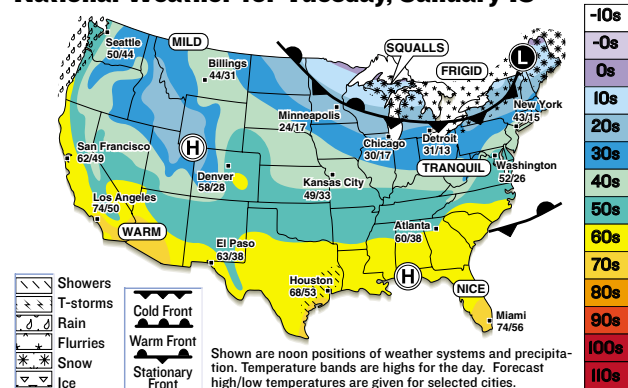 National Weather for Tuesday, January 18
-10s
-0s
0s
10s
20s
30s
40s
50s
60s
70s
80s
90s
100s
110s
Seattle
50/44
MILD
Billings
44/31
SQUALLS
FRIGID
L
Minneapolis
24/17
New York
43/15
San Francisco
62/49
H
Chicago
30/17
Detroit
31/13
TRANQUIL
Washington
52/26
Denver
58/28
Kansas City
49/33
Los Angeles
74/50
WARM
El Paso
63/38
Atlanta
60/38
Houston
68/53
H
NICE
Miami
74/56
Showers
T-storms
Rain
Flurries
Snow
Ice
Cold Front
Warm Front
Stationary
Front
Shown are noon positions of weather systems and precipita-
tion. Temperature bands are highs for the day. Forecast
high/low temperatures are given for selected cities.